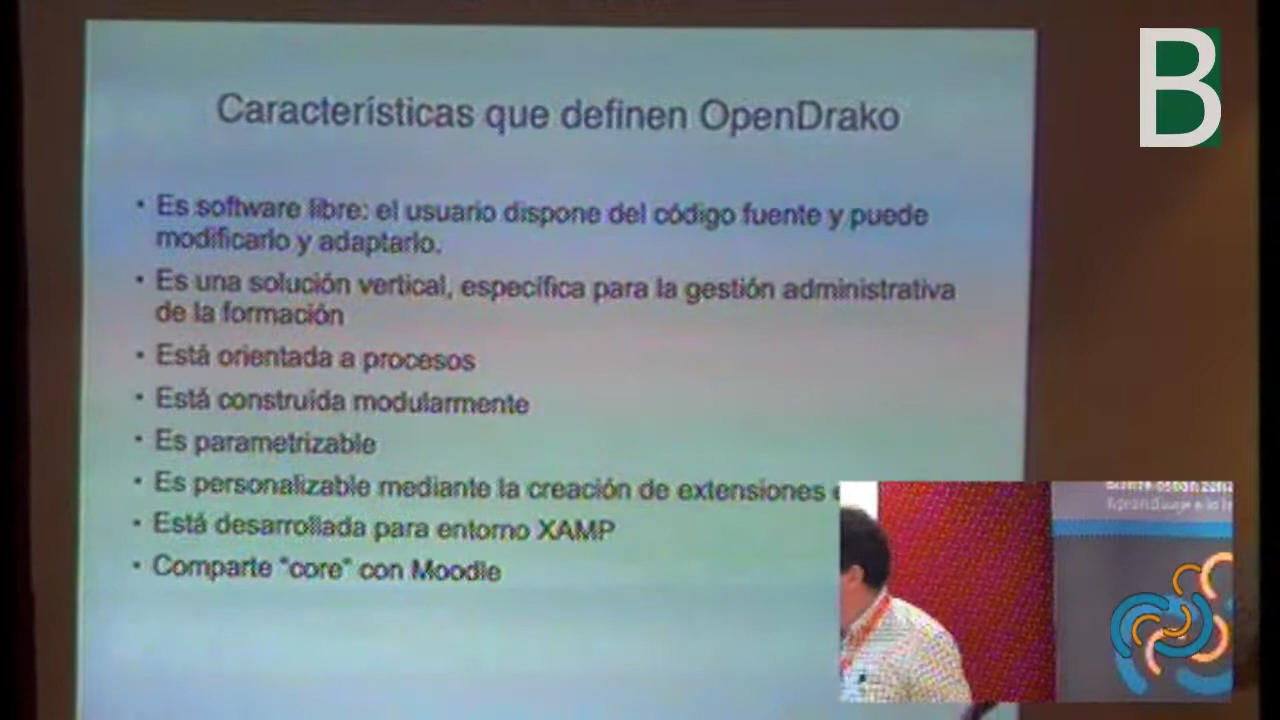 B
Características que definen OpenDrako
• Es software libre: el usuario dispone del código fuente y puede
modificarlo y adaptarlo.
• Es una solución vertical, específica para la gestión administrativa
de la formación
• Está orientada a procesos
• Está construida modularmente
• Es parametrizable
• Es personalizable mediante la creación de extensiones
• Está desarrollada para entorno XAMP
• Comparte "core" con Moodle